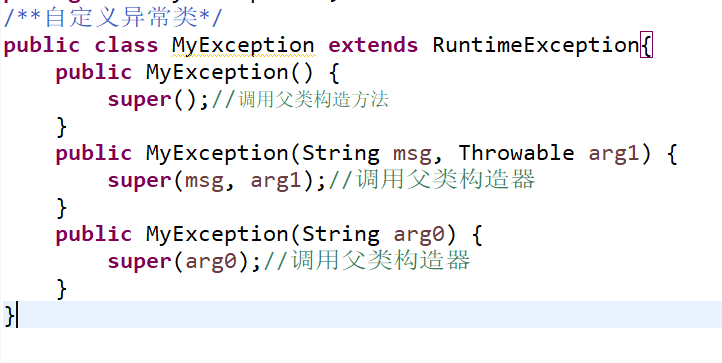 /**自定义异常类*/
public class MyException extends RuntimeException{
    public MyException() {
        super();//调用父类构造方法
    }
    public MyException(String msg, Throwable arg1) {
        super(msg, arg1);//调用父类构造器
    }
    public MyException(String arg0) {
        super(arg0);//调用父类构造器
    }
}